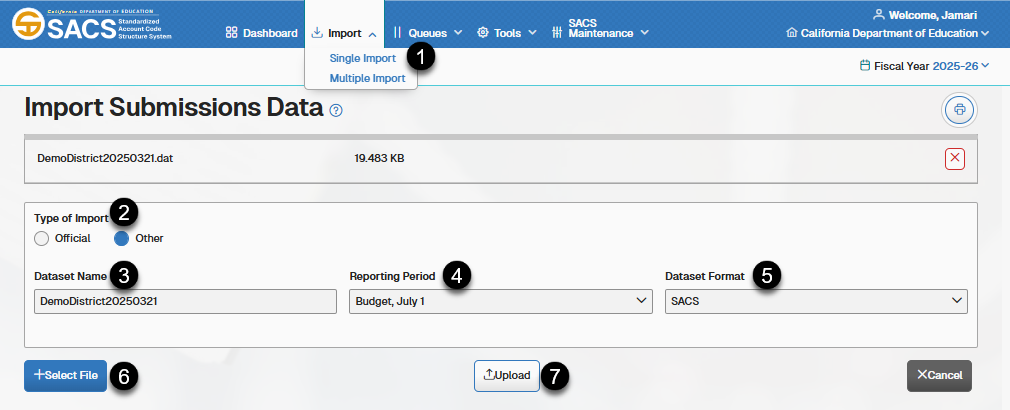 California DEPARTMENT OF EDUCATION
SACS Standardized Account Code Structure System
Dashboard
Import
Queues
Tools
SACS Maintenance
Welcome, Jamari
California Department of Education
Single Import
1
Multiple Import
Fiscal Year 2025-26
Import Submissions Data ?
DemoDistrict20250321.dat 19.483 KB
Type of Import 2
Official Other
Dataset Name 3 Reporting Period 4 Dataset Format 5
DemoDistrict20250321 Budget, July 1 SACS
+Select File 6 Upload 7 XCancel